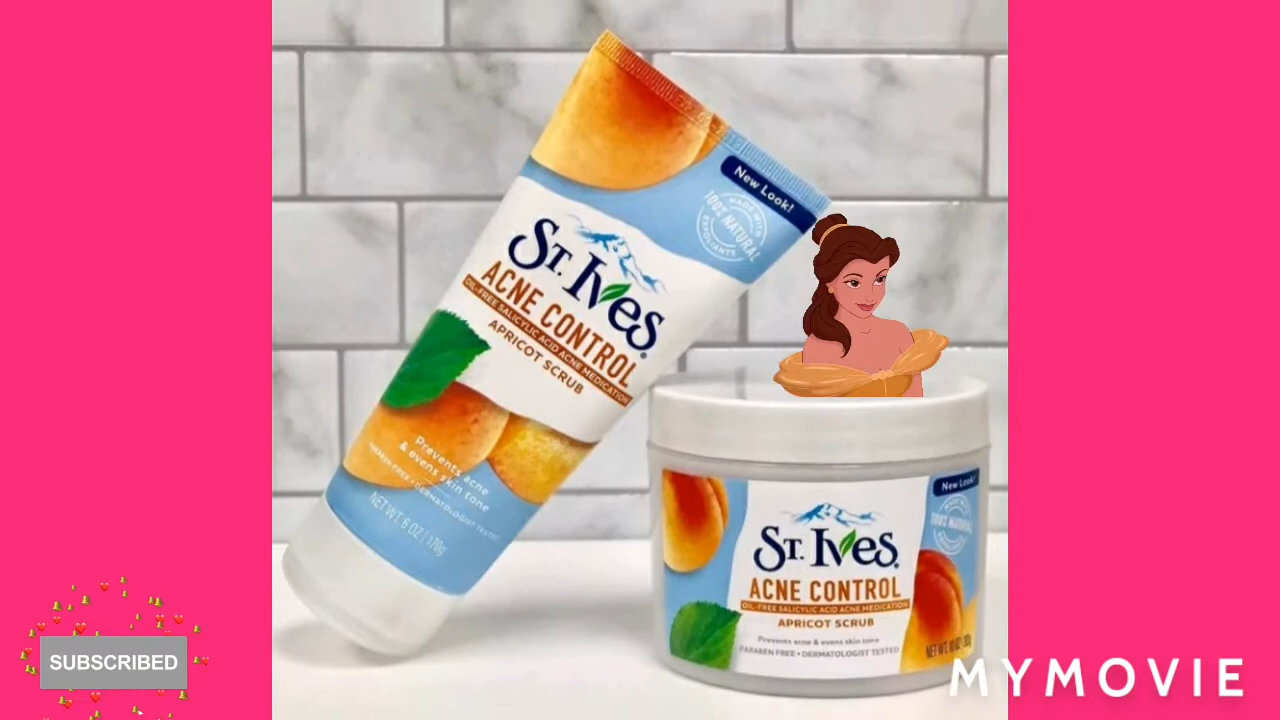 New Look!
MADE WITH
100% NATURAL
EXFOLIANTS
ST. IVES
ACNE CONTROL
OIL-FREE SALICYLIC ACID ACNE MEDICATION
APRICOT SCRUB
Prevents acne
& evens skin tone
PARABEN FREE • DERMATOLOGIST TESTED
NET WT. 6 OZ / 170g
New Look!
100% NATURAL
ST. IVES
ACNE CONTROL
OIL-FREE SALICYLIC ACID ACNE MEDICATION
APRICOT SCRUB
Prevents acne & evens skin tone
PARABEN FREE • DERMATOLOGIST TESTED
SUBSCRIBED
MYMOVIE